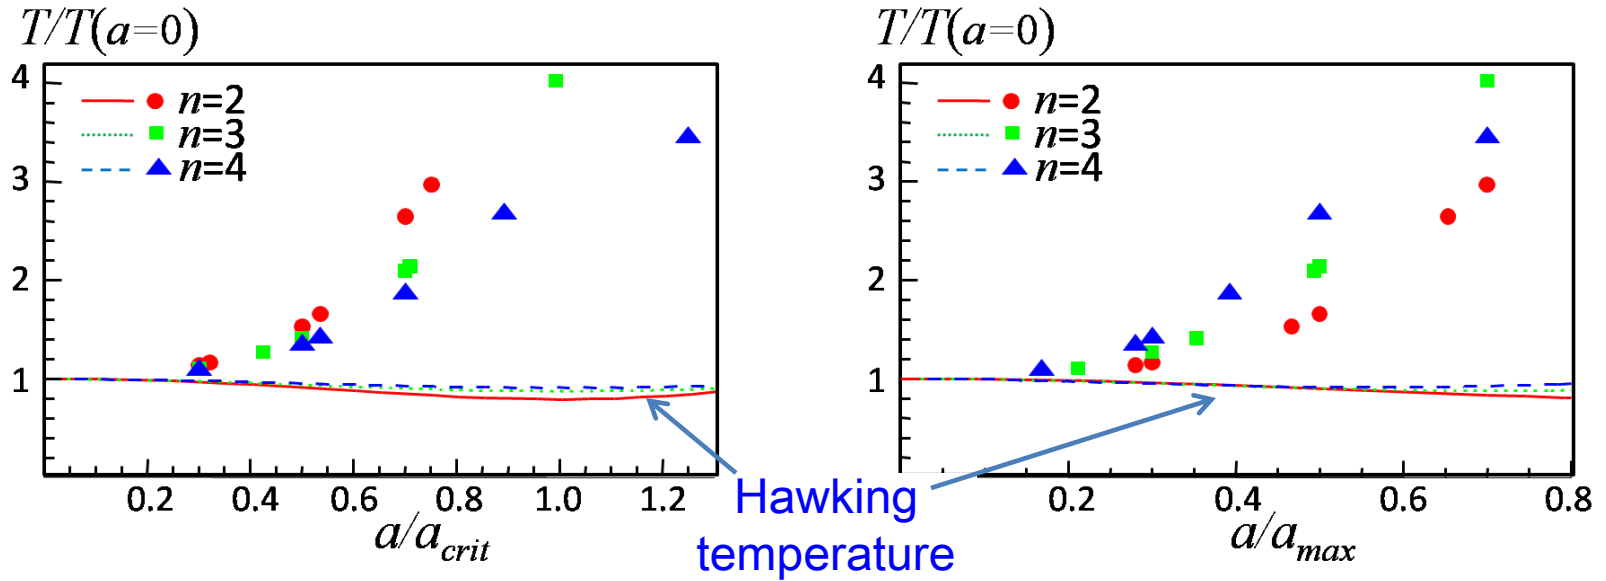 T/T(a=0)
4
3
2
1
n=2
n=3
n=4
0.2 0.4 0.6 0.8 1.0 1.2
a/a_crit
T/T(a=0)
4
3
2
1
n=2
n=3
n=4
0.2 0.4 0.6 0.8
a/a_max
Hawking
temperature